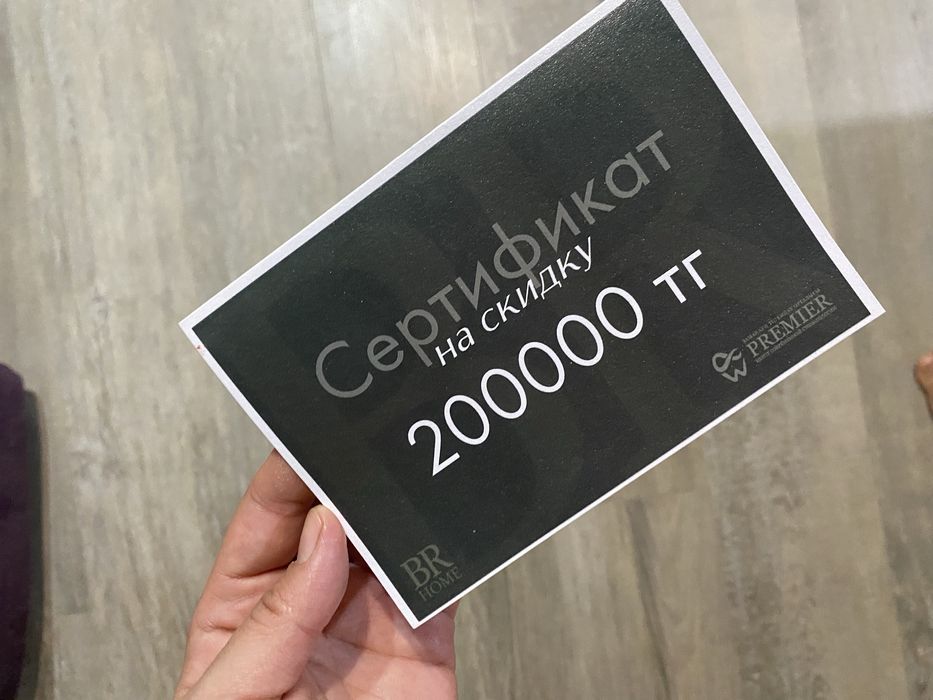 Сертификат
на скидку
200000 тг
PREMIER
BR
HOME